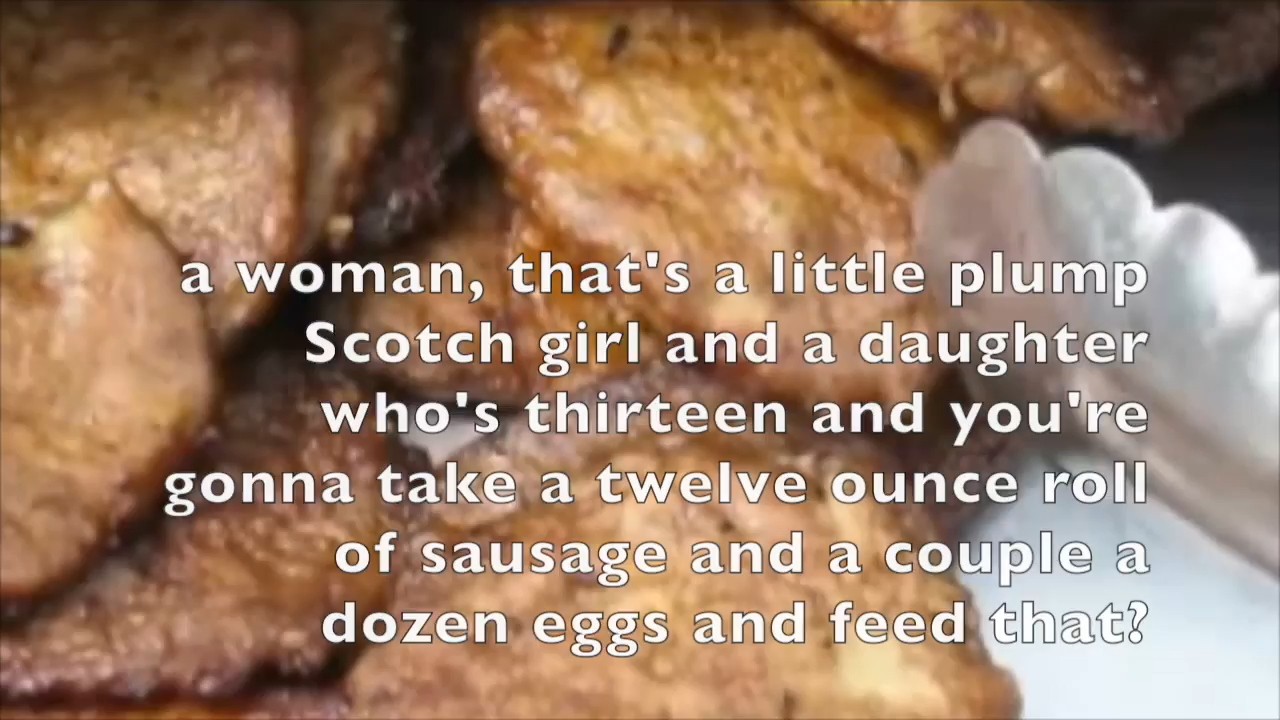 a woman, that's a little plump
Scotch girl and a daughter
who's thirteen and you're
gonna take a twelve ounce roll
of sausage and a couple a
dozen eggs and feed that?